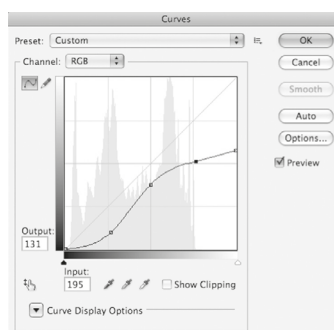 Curves
Preset: Custom
OK
Channel: RGB
Cancel
Smooth
Auto
Options...
Preview
Output:
131
Input:
195
Show Clipping
Curve Display Options